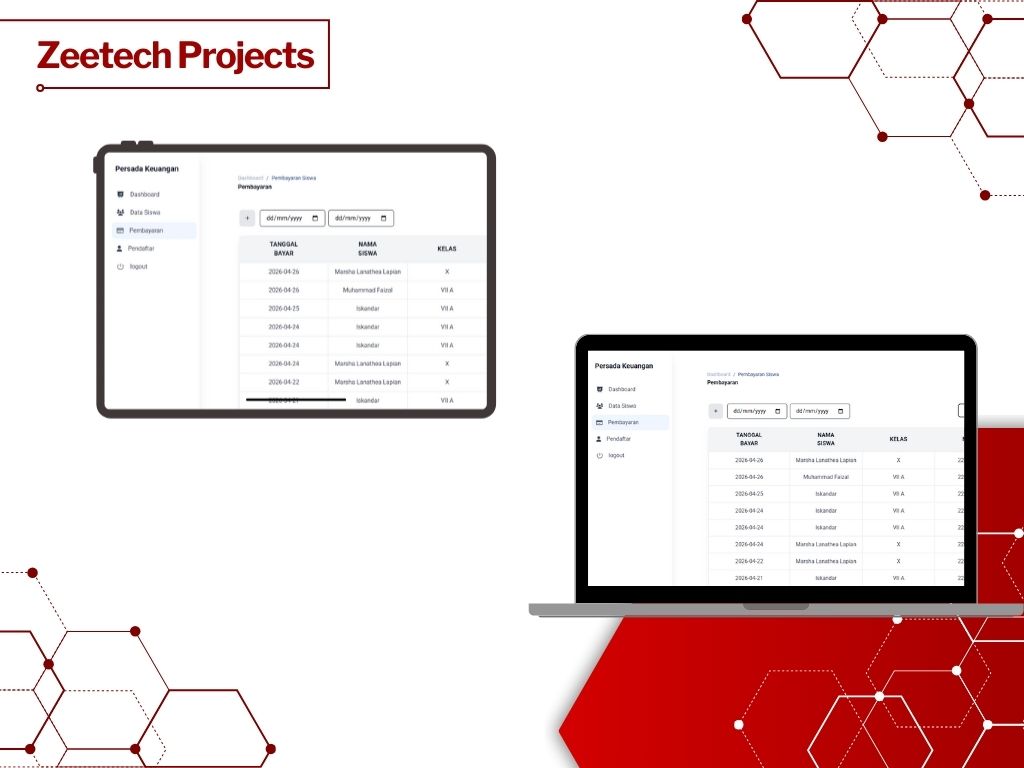 Zeetech Projects
Persada Keuangan
Dashboard
Data Siswa
Pembayaran
Pendaftar
logout
Dashboard / Pembayaran Siswa
Pembayaran
+ dd/mm/yyyy dd/mm/yyyy
TANGGAL BAYAR NAMA SISWA KELAS
2026-04-26 Marsha Lanathea Lapian X
2026-04-26 Muhammad Faizal VII A
2026-04-25 Iskandar VII A
2026-04-24 Iskandar VII A
2026-04-24 Iskandar VII A
2026-04-24 Marsha Lanathea Lapian X
2026-04-22 Marsha Lanathea Lapian X
Iskandar VII A
Persada Keuangan
Dashboard
Data Siswa
Pembayaran
Pendaftar
logout
Dashboard / Pembayaran Siswa
Pembayaran
+ dd/mm/yyyy dd/mm/yyyy
TANGGAL BAYAR NAMA SISWA KELAS
2026-04-26 Marsha Lanathea Lapian X 22
2026-04-26 Muhammad Faizal VII A 22
2026-04-25 Iskandar VII A 22
2026-04-24 Iskandar VII A 22
2026-04-24 Iskandar VII A 22
2026-04-24 Marsha Lanathea Lapian X 22
2026-04-22 Marsha Lanathea Lapian X 22
2026-04-21 Iskandar VII A 22